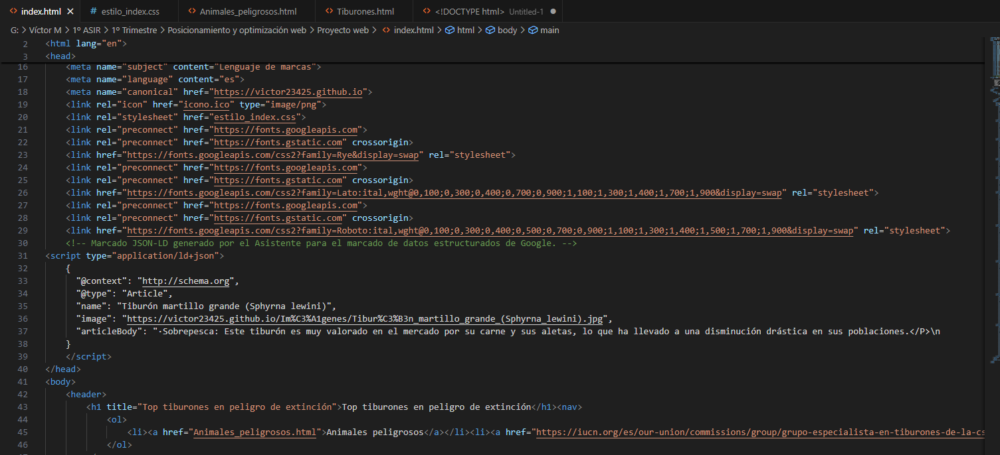 index.html estilo_index.css Animales_peligrosos.html Tiburones.html <!DOCTYPE html> Untitled-1
G: > Víctor M > 1º ASIR > 1º Trimestre > Posicionamiento y optimización web > Proyecto web > index.html > html > body > main
2 <html lang="en">
3 <head>
16 <meta name="subject" content="Lenguaje de marcas">
17 <meta name="language" content="es">
18 <meta name="canonical" href="https://victor23425.github.io">
19 <link rel="icon" href="icono.ico" type="image/png">
20 <link rel="stylesheet" href="estilo_index.css">
21 <link rel="preconnect" href="https://fonts.googleapis.com">
22 <link rel="preconnect" href="https://fonts.gstatic.com" crossorigin>
23 <link href="https://fonts.googleapis.com/css2?family=Rye&display=swap" rel="stylesheet">
24 <link rel="preconnect" href="https://fonts.googleapis.com">
25 <link rel="preconnect" href="https://fonts.gstatic.com" crossorigin>
26 <link href="https://fonts.googleapis.com/css2?family=Lato:ital,wght@0,100;0,300;0,400;0,700;0,900;1,100;1,300;1,400;1,700;1,900&display=swap" rel="stylesheet">
27 <link rel="preconnect" href="https://fonts.googleapis.com">
28 <link rel="preconnect" href="https://fonts.gstatic.com" crossorigin>
29 <link href="https://fonts.googleapis.com/css2?family=Roboto:ital,wght@0,100;0,300;0,400;0,500;0,700;0,900;1,100;1,300;1,400;1,500;1,700;1,900&display=swap" rel="stylesheet">
30 <!-- Marcado JSON-LD generado por el Asistente para el marcado de datos estructurados de Google. -->
31 <script type="application/ld+json">
32 {
33 "@context": "http://schema.org",
34 "@type": "Article",
35 "name": "Tiburón martillo grande (Sphyrna lewini)",
36 "image": "https://victor23425.github.io/Im%C3%A1genes/Tibur%C3%B3n_martillo_grande_(Sphyrna_lewini).jpg",
37 "articleBody": "·Sobrepesca: Este tiburón es muy valorado en el mercado por su carne y sus aletas, lo que ha llevado a una disminución drástica en sus poblaciones.</P>\n
38 }
39 </script>
40 </head>
41 <body>
42 <header>
43 <h1 title="Top tiburones en peligro de extinción">Top tiburones en peligro de extinción</h1><nav>
44 <ol>
45 <li><a href="Animales_peligrosos.html">Animales peligrosos</a></li><li><a href="https://iucn.org/es/our-union/commissions/group/grupo-especialista-en-tiburones-de-la-cs
46 </ol>